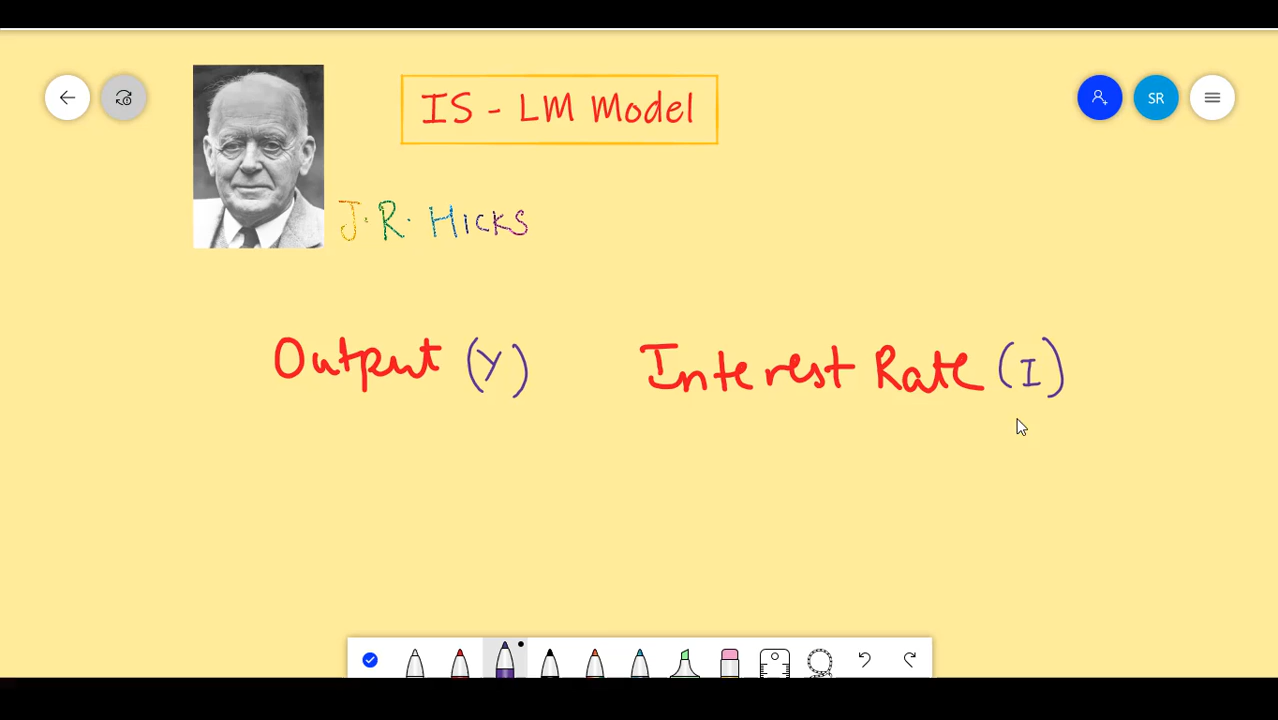 IS - LM Model
SR
J. R. HICKS
Output (Y) Interest Rate (I)